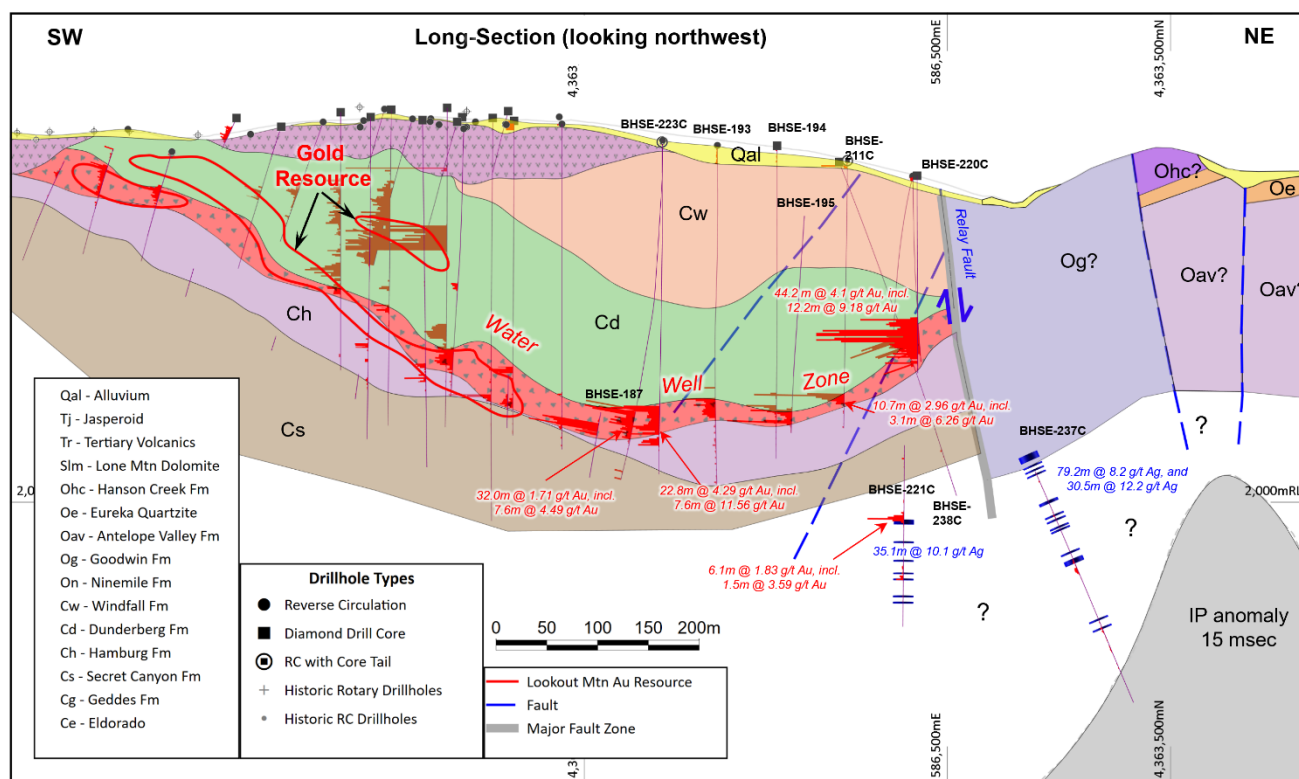 SW
Long-Section (looking northwest)
NE
4,363
586,500mE
4,363,500mN
BHSE-223C
BHSE-193
BHSE-194
BHSE-
211C
BHSE-220C
Qal
Gold
Resource
Cw
BHSE-195
Relay Fault
Ohc?
Oe
Og?
Oav?
Oav?
44.2 m @ 4.1 g/t Au, incl.
12.2m @ 9.18 g/t Au
Ch
Cd
Water
Well
Zone
BHSE-187
10.7m @ 2.96 g/t Au, incl.
3.1m @ 6.26 g/t Au
Cs
?
BHSE-237C
32.0m @ 1.71 g/t Au, incl.
7.6m @ 4.49 g/t Au
22.8m @ 4.29 g/t Au, incl.
7.6m @ 11.56 g/t Au
BHSE-221C
BHSE-
238C
79.2m @ 8.2 g/t Ag, and
30.5m @ 12.2 g/t Ag
2,0
2,000mRL
?
35.1m @ 10.1 g/t Ag
6.1m @ 1.83 g/t Au, incl.
1.5m @ 3.59 g/t Au
?
IP anomaly
15 msec
Qal - Alluvium
Tj - Jasperoid
Tr - Tertiary Volcanics
Slm - Lone Mtn Dolomite
Ohc - Hanson Creek Fm
Oe - Eureka Quartzite
Oav - Antelope Valley Fm
Og - Goodwin Fm
On - Ninemile Fm
Cw - Windfall Fm
Cd - Dunderberg Fm
Ch - Hamburg Fm
Cs - Secret Canyon Fm
Cg - Geddes Fm
Ce - Eldorado
Drillhole Types
Reverse Circulation
Diamond Drill Core
RC with Core Tail
Historic Rotary Drillholes
Historic RC Drillholes
0 50 100 150 200m
Lookout Mtn Au Resource
Fault
Major Fault Zone
4,3
586,500mE
4,363,500mN